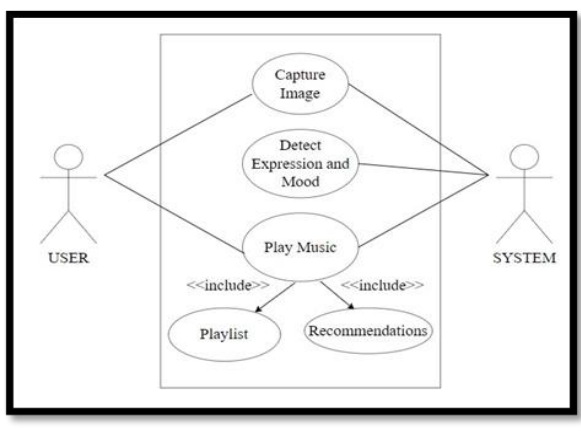 Capture
Image
Detect
Expression and
Mood
USER
SYSTEM
Play Music
<<include>>
<<include>>
Playlist
Recommendations